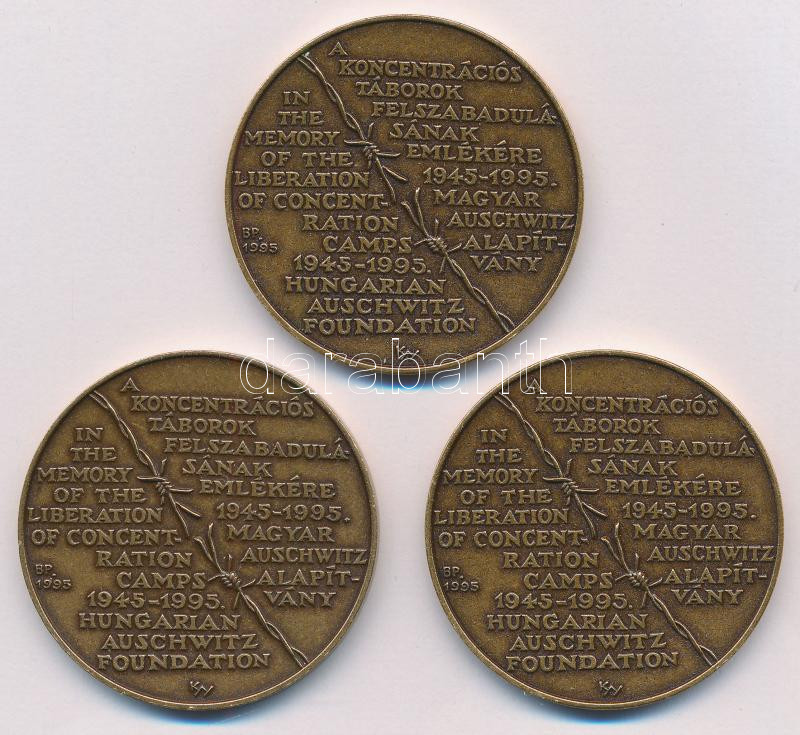 A
KONCENTRÁCIÓS
TÁBOROK
FELSZABADULÁ-
SÁNAK
EMLÉKÉRE
1945-1995.
MAGYAR
AUSCHWITZ
ALAPÍT-
VÁNY
IN
THE
MEMORY
OF THE
LIBERATION
OF CONCENT-
RATION
CAMPS
1945-1995.
HUNGARIAN
AUSCHWITZ
FOUNDATION
BP.
1995
KW
darabanth
A
KONCENTRÁCIÓS
TÁBOROK
FELSZABADULÁ-
SÁNAK
EMLÉKÉRE
1945-1995.
MAGYAR
AUSCHWITZ
ALAPÍT-
VÁNY
IN
THE
MEMORY
OF THE
LIBERATION
OF CONCENT-
RATION
CAMPS
1945-1995.
HUNGARIAN
AUSCHWITZ
FOUNDATION
BP.
1995
KW
A
KONCENTRÁCIÓS
TÁBOROK
FELSZABADULÁ-
SÁNAK
EMLÉKÉRE
1945-1995.
MAGYAR
AUSCHWITZ
ALAPÍT-
VÁNY
IN
THE
MEMORY
OF THE
LIBERATION
OF CONCENT-
RATION
CAMPS
1945-1995.
HUNGARIAN
AUSCHWITZ
FOUNDATION
BP.
1995
KW